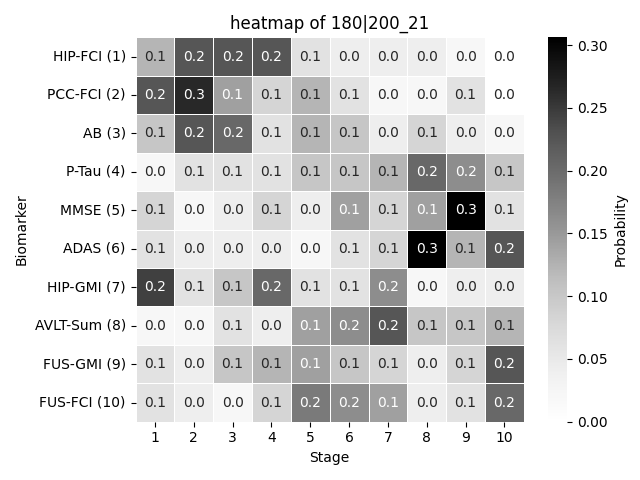 heatmap of 180|200_21
HIP-FCI (1) 0.1 0.2 0.2 0.2 0.1 0.0 0.0 0.0 0.0 0.0
PCC-FCI (2) 0.2 0.3 0.1 0.1 0.1 0.1 0.0 0.0 0.1 0.0
AB (3) 0.1 0.2 0.2 0.1 0.1 0.1 0.0 0.1 0.0 0.0
P-Tau (4) 0.0 0.1 0.1 0.1 0.1 0.1 0.1 0.2 0.2 0.1
MMSE (5) 0.1 0.0 0.0 0.1 0.0 0.1 0.1 0.1 0.3 0.1
ADAS (6) 0.1 0.0 0.0 0.0 0.0 0.1 0.1 0.3 0.1 0.2
HIP-GMI (7) 0.2 0.1 0.1 0.2 0.1 0.1 0.2 0.0 0.0 0.0
AVLT-Sum (8) 0.0 0.0 0.1 0.0 0.1 0.2 0.2 0.1 0.1 0.1
FUS-GMI (9) 0.1 0.0 0.1 0.1 0.1 0.1 0.1 0.0 0.1 0.2
FUS-FCI (10) 0.1 0.0 0.0 0.1 0.2 0.2 0.1 0.0 0.1 0.2
1 2 3 4 5 6 7 8 9 10
Stage
Biomarker
0.30
0.25
0.20
0.15
0.10
0.05
0.00
Probability